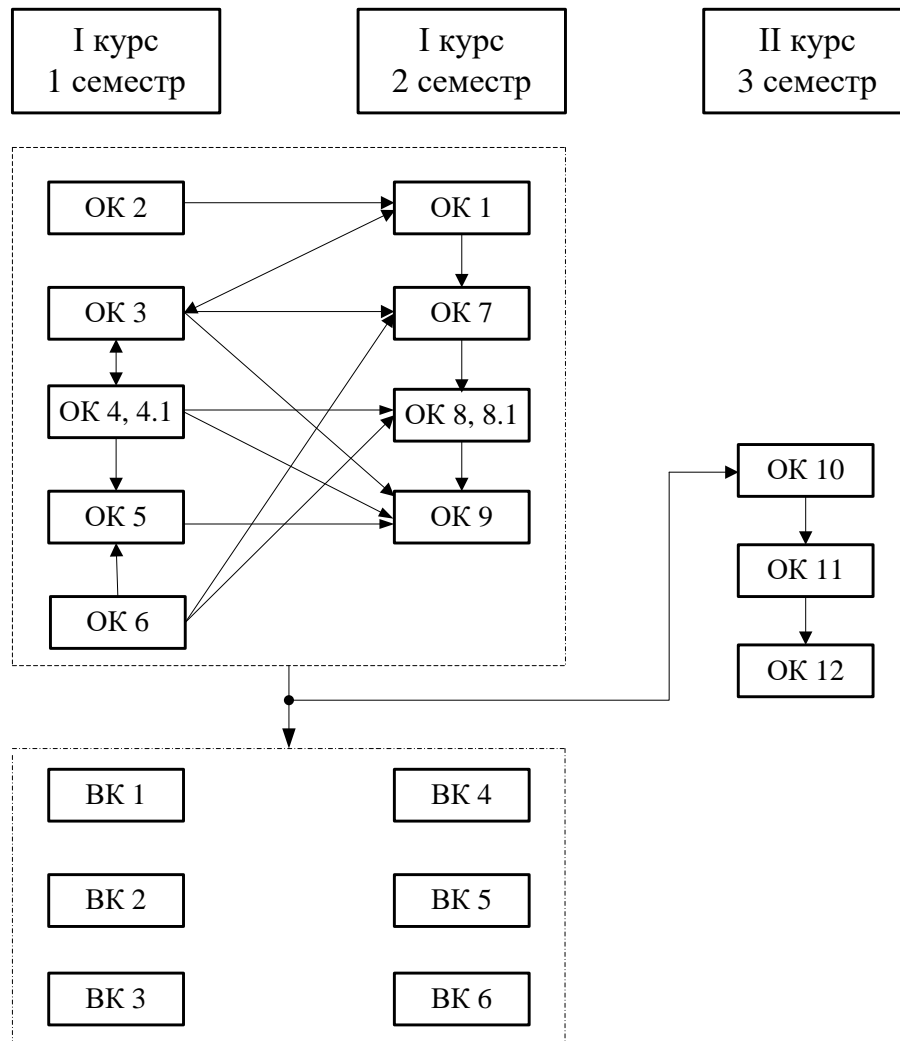 I курс
1 семестр
I курс
2 семестр
II курс
3 семестр
ОК 2
ОК 1
ОК 3
ОК 7
ОК 4, 4.1
ОК 8, 8.1
ОК 10
ОК 5
ОК 9
ОК 11
ОК 6
ОК 12
ВК 1
ВК 4
ВК 2
ВК 5
ВК 3
ВК 6